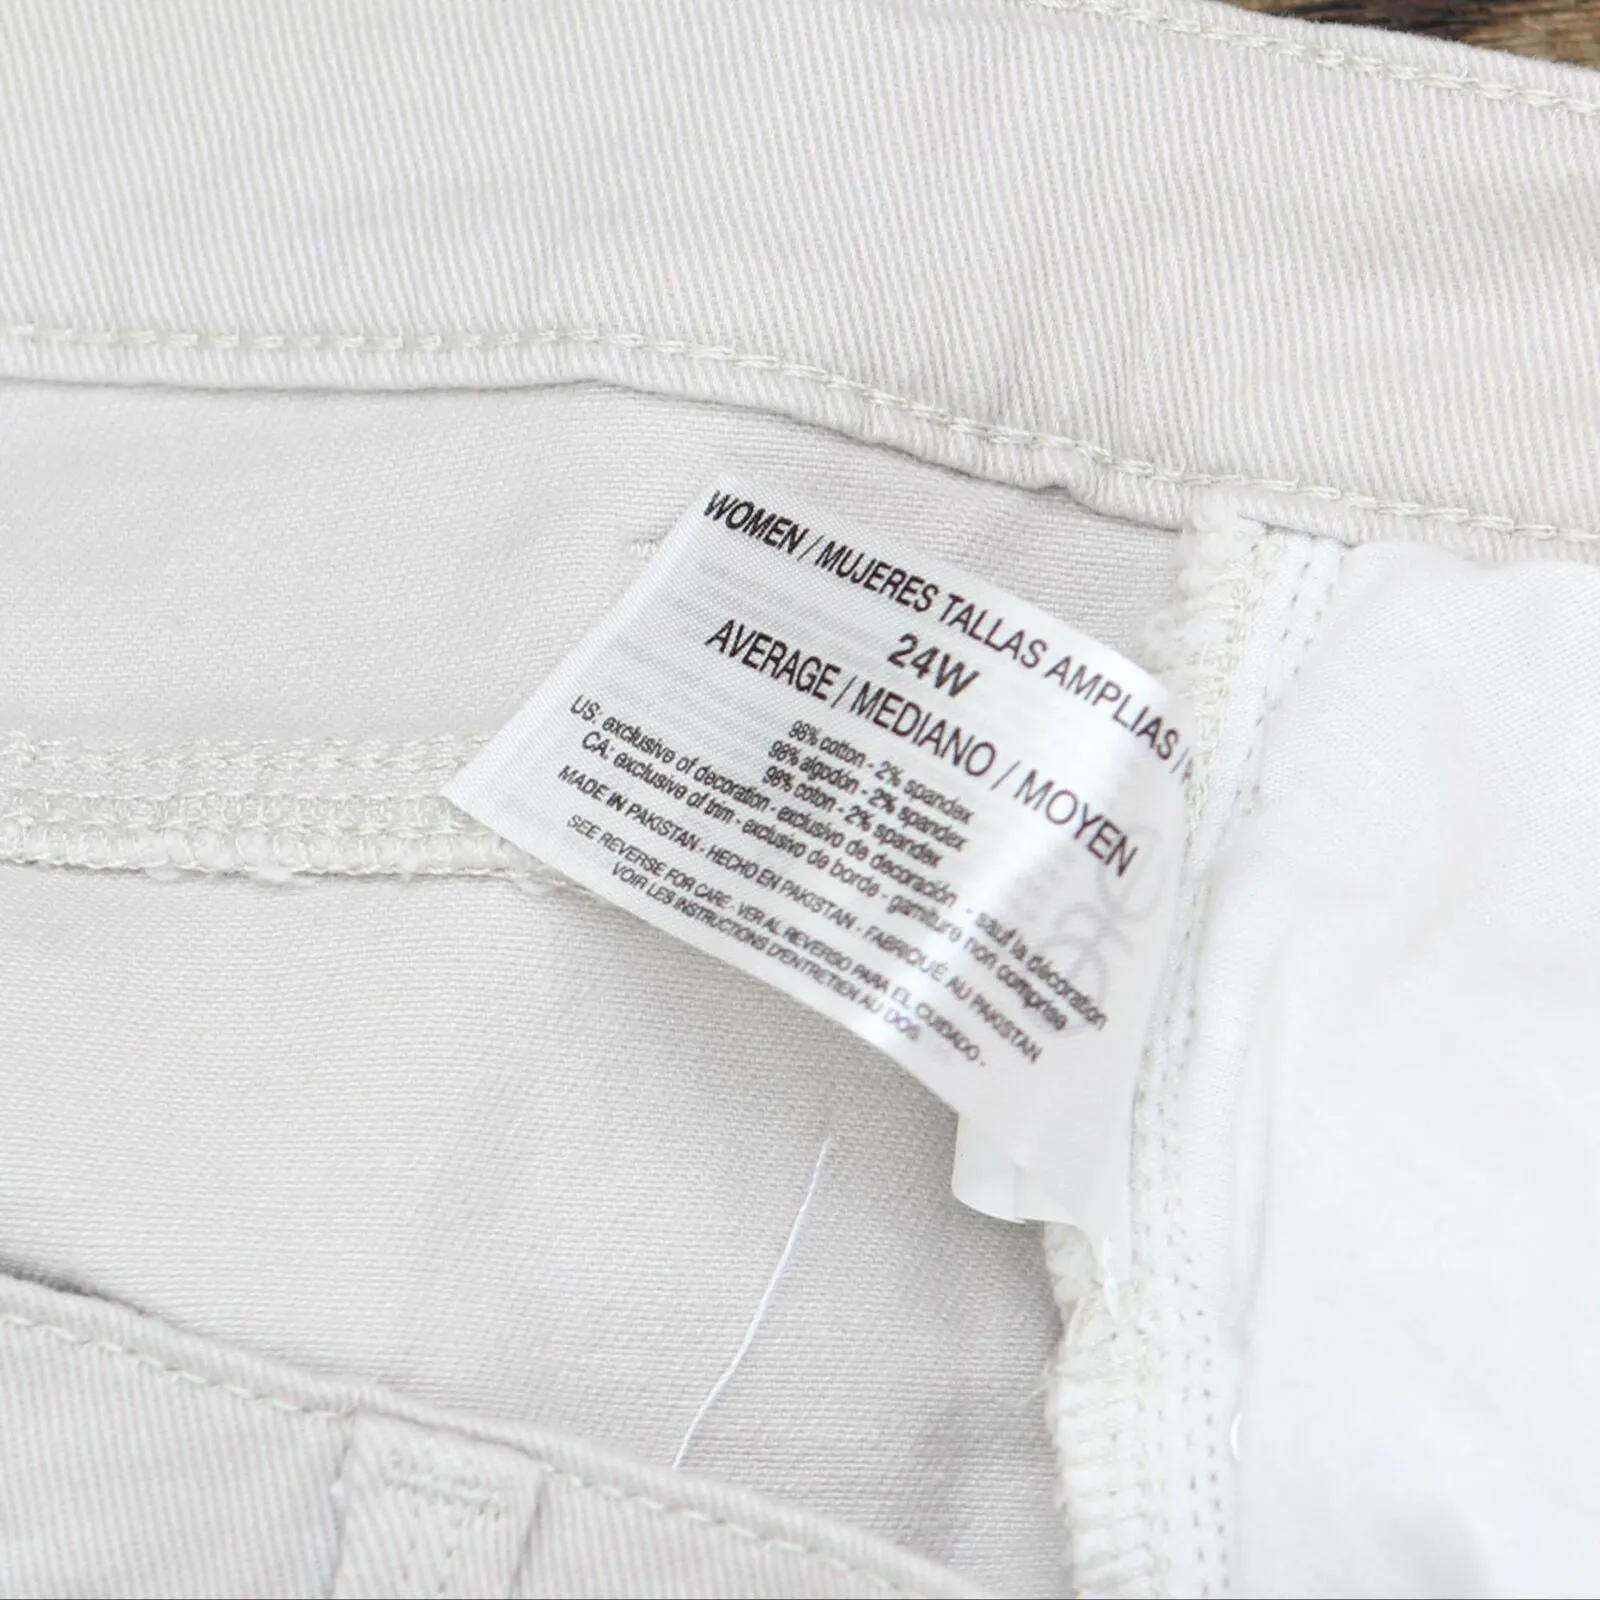 WOMEN / MUJERES TALLAS AMPLIAS /
24W
AVERAGE / MEDIANO / MOYEN
98% cotton - 2% spandex
98% algodón - 2% spandex
98% coton - 2% spandex
US: exclusive of decoration - exclusivo de decoración - sauf la décoration
CA: exclusive of trim - exclusivo de borde - garniture non comprise
MADE IN PAKISTAN - HECHO EN PAKISTAN - FABRIQUÉ AU PAKISTAN
SEE REVERSE FOR CARE - VER AL REVERSO PARA EL CUIDADO -
VOIR LES INSTRUCTIONS D'ENTRETIEN AU DOS